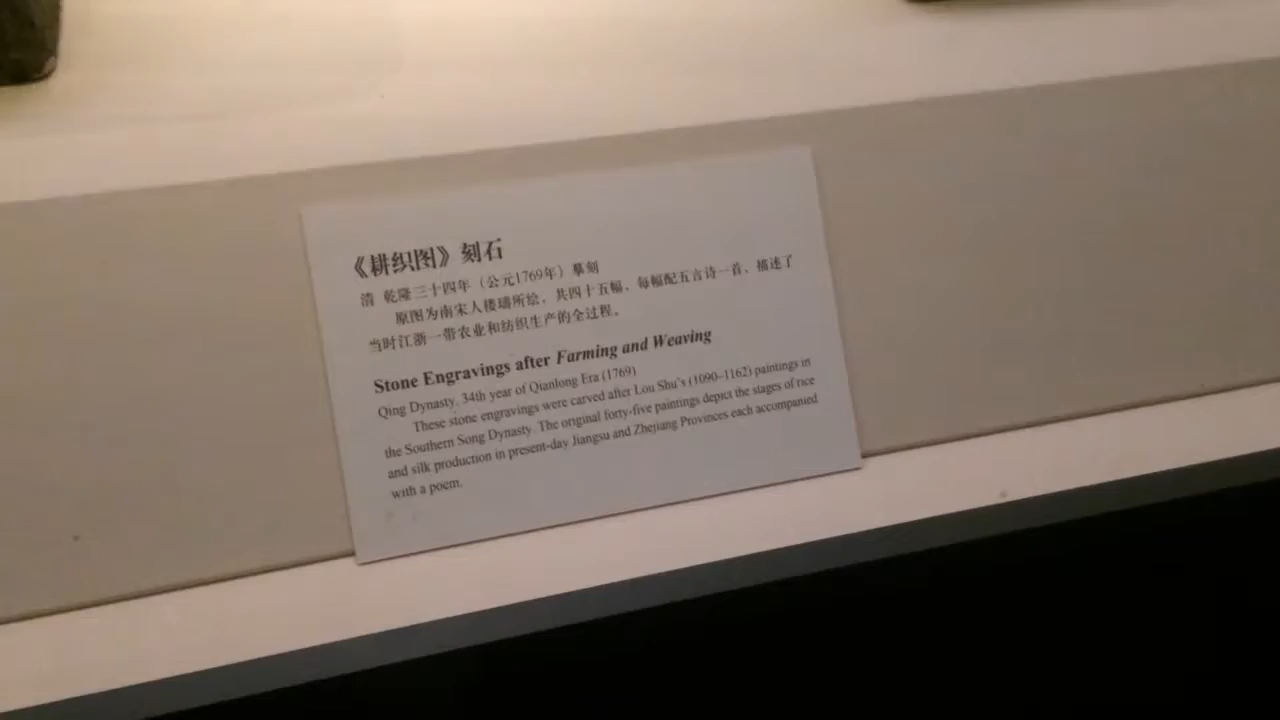 《耕织图》刻石
清 乾隆三十四年（公元1769年）摹刻
原图为南宋人楼璹所绘，共四十五幅，每幅配五言诗一首，描述了
当时江浙一带农业和纺织生产的全过程。
Stone Engravings after Farming and Weaving
Qing Dynasty, 34th year of Qianlong Era (1769)
These stone engravings were carved after Lou Shu's (1090–1162) paintings in
the Southern Song Dynasty. The original forty-five paintings depict the stages of rice
and silk production in present-day Jiangsu and Zhejiang Provinces each accompanied
with a poem.